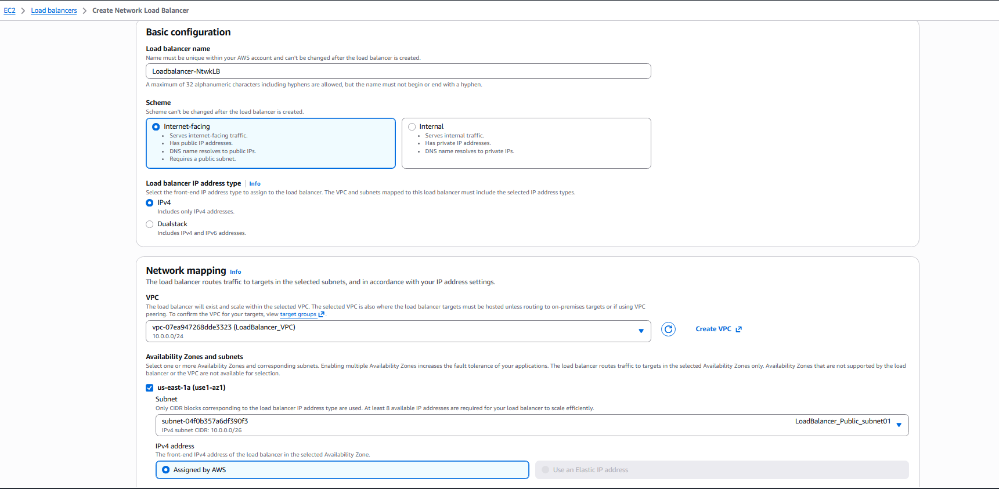 EC2 > Load balancers > Create Network Load Balancer
Basic configuration
Load balancer name
Name must be unique within your AWS account and can't be changed after the load balancer is created.
Loadbalancer-NtwkLB
A maximum of 32 alphanumeric characters including hyphens are allowed, but the name must not begin or end with a hyphen.
Scheme
Scheme can't be changed after the load balancer is created.
Internet-facing
• Serves internet-facing traffic.
• Has public IP addresses.
• DNS name resolves to public IPs.
• Requires a public subnet.
Internal
• Serves internal traffic.
• Has private IP addresses.
• DNS name resolves to private IPs.
Load balancer IP address type | Info
Select the front-end IP address type to assign to the load balancer. The VPC and subnets mapped to this load balancer must include the selected IP address types.
IPv4
Includes only IPv4 addresses.
Dualstack
Includes IPv4 and IPv6 addresses.
Network mapping Info
The load balancer routes traffic to targets in the selected subnets, and in accordance with your IP address settings.
VPC
The load balancer will exist and scale within the selected VPC. The selected VPC is also where the load balancer targets must be hosted unless routing to on-premises targets or if using VPC
peering. To confirm the VPC for your targets, view target groups.
vpc-07ea947268dde3323 (LoadBalancer_VPC)
10.0.0.0/24
Create VPC
Availability Zones and subnets
Select one or more Availability Zones and corresponding subnets. Enabling multiple Availability Zones increases the fault tolerance of your applications. The load balancer routes traffic to targets in the selected Availability Zones only. Availability Zones that are not supported by the load
balancer or the VPC are not available for selection.
us-east-1a (use1-az1)
Subnet
Only CIDR blocks corresponding to the load balancer IP address type are used. At least 8 available IP addresses are required for your load balancer to scale efficiently.
subnet-04f0b357a6df390f3 LoadBalancer_Public_subnet01
IPv4 subnet CIDR: 10.0.0.0/26
IPv4 address
The front-end IPv4 address of the load balancer in the selected Availability Zone.
Assigned by AWS
Use an Elastic IP address